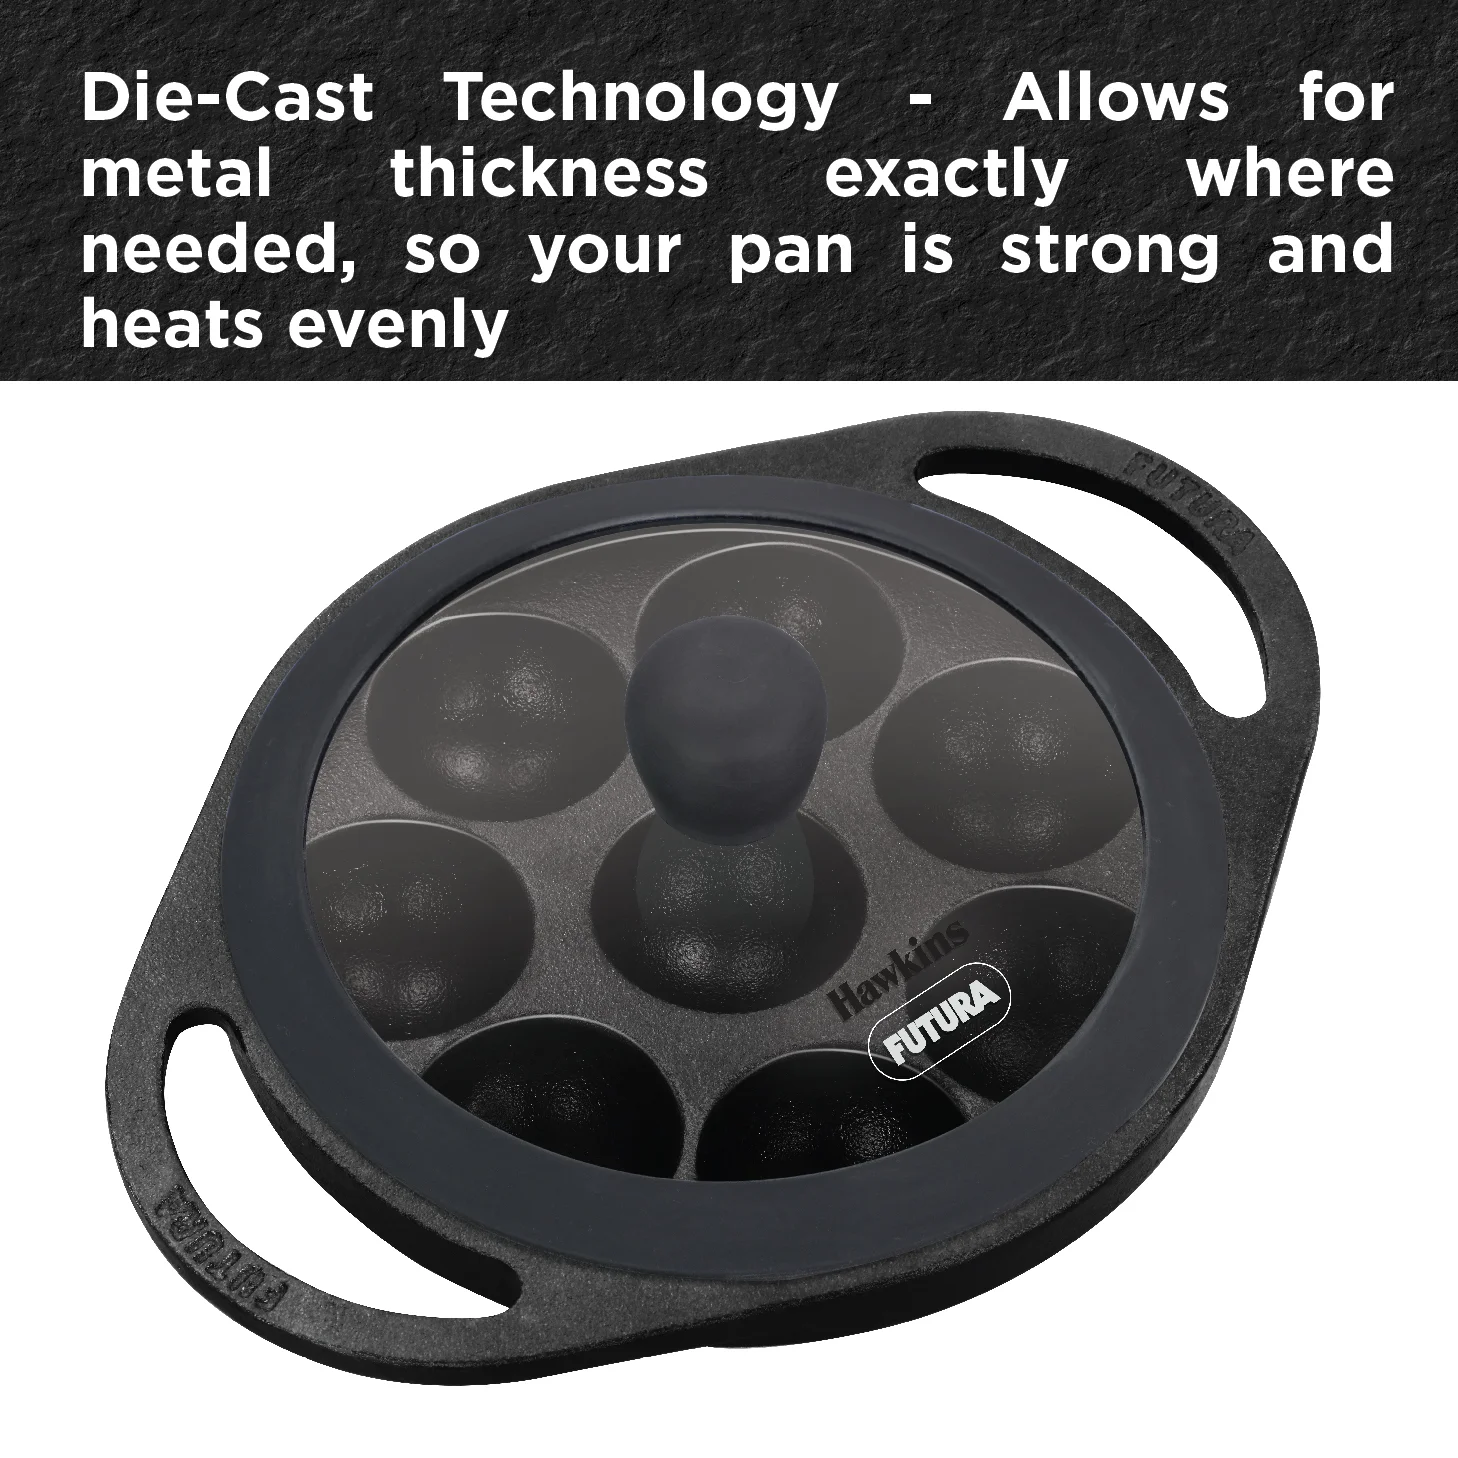 Die-Cast Technology - Allows for
metal thickness exactly where
needed, so your pan is strong and
heats evenly
FUTURA
Hawkins
FUTURA
FUTURA